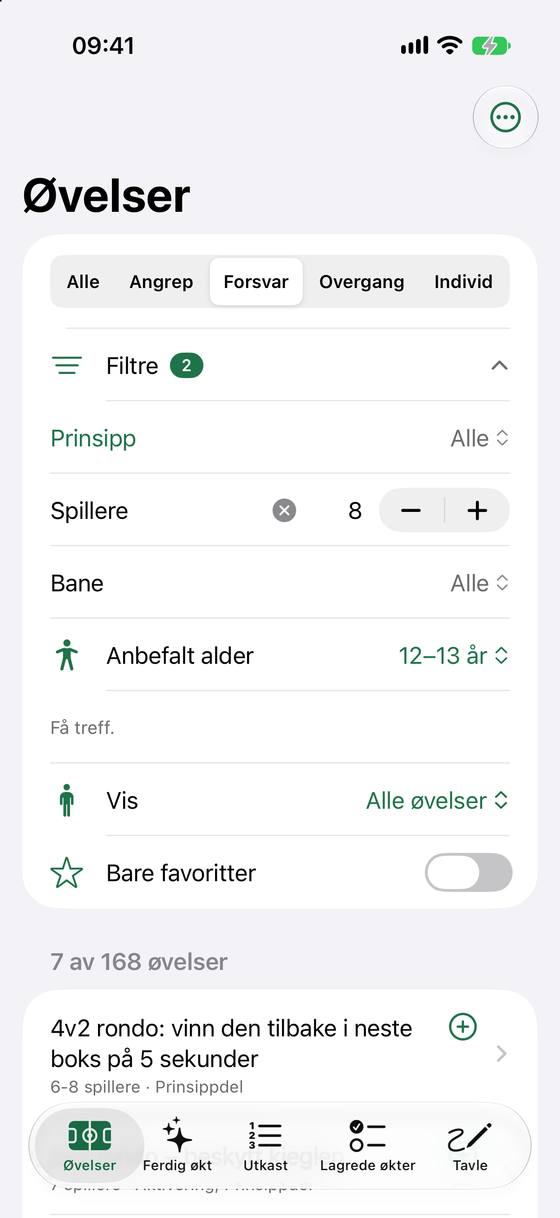 09:41
Øvelser
Alle Angrep Forsvar Overgang Individ
Filtre 2
Prinsipp Alle
Spillere 8
Bane Alle
Anbefalt alder 12–13 år
Få treff.
Vis Alle øvelser
Bare favoritter
7 av 168 øvelser
4v2 rondo: vinn den tilbake i neste
boks på 5 sekunder
6-8 spillere · Prinsippdel
Øvelser Ferdig økt Utkast Lagrede økter Tavle